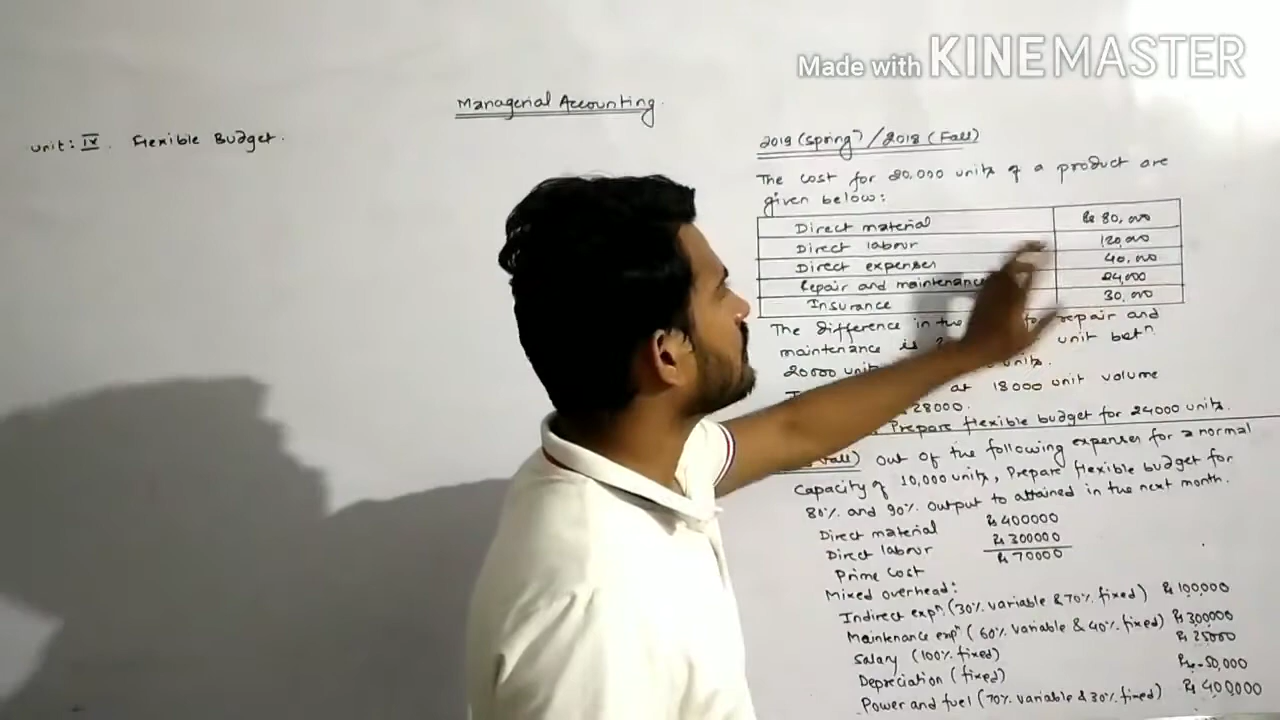 Made with KINEMASTER
Managerial Accounting.
Unit: IV. Flexible Budget.
2019 (Spring) / 2018 (Fall)
The cost for 20,000 units of a product are
given below:
Direct material Rs 80,000
Direct labour 120,000
Direct expenses 40,000
Repair and maintenance 24,000
Insurance 30,000
The difference in the for repair and
maintenance is unit betn
20000 units.
at 18000 unit volume
28000.
Prepare flexible budget for 24000 units.
Fall) out of the following expenses for a normal
Capacity of 10,000 units, Prepare flexible budget for
80% and 90% output to attained in the next month.
Direct material Rs 400000
Direct labour Rs 300000
Prime Cost Rs 70000
Mixed overhead:
Indirect expn (30% variable & 70% fixed) Rs 100,000
Maintenance expn (60% variable & 40% fixed) Rs 300000
Salary (100% fixed) Rs 25000
Depreciation (fixed) Rs -50,000
Power and fuel (70% variable & 30% fixed) Rs 400000